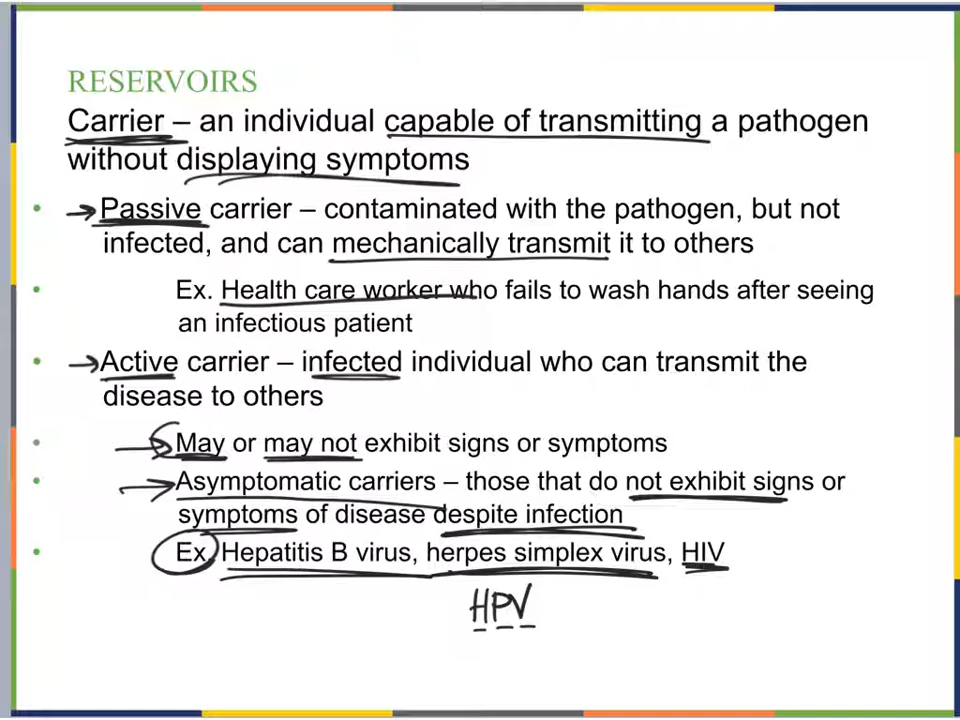 RESERVOIRS
Carrier – an individual capable of transmitting a pathogen
without displaying symptoms
• Passive carrier – contaminated with the pathogen, but not
infected, and can mechanically transmit it to others
• Ex. Health care worker who fails to wash hands after seeing
an infectious patient
• Active carrier – infected individual who can transmit the
disease to others
• May or may not exhibit signs or symptoms
• Asymptomatic carriers – those that do not exhibit signs or
symptoms of disease despite infection
• Ex. Hepatitis B virus, herpes simplex virus, HIV
HPV